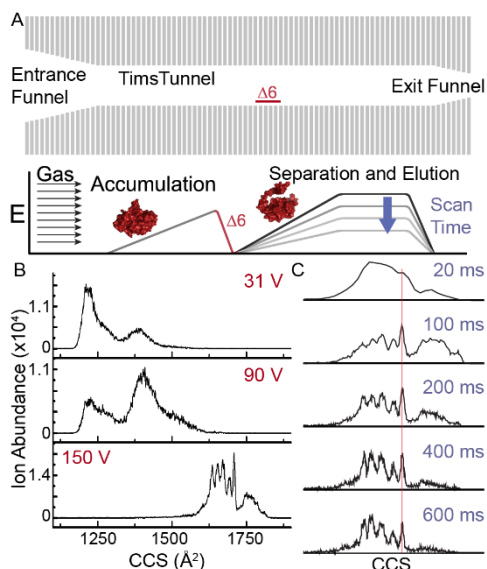 A
Entrance
Funnel
TimsTunnel
Δ6
Exit Funnel
Gas
Accumulation
Separation and Elution
E
Δ6
Scan
Time
B
31 V
C
20 ms
1.1
0
100 ms
90 V
1.1
0
200 ms
150 V
1.4
0
400 ms
600 ms
Ion Abundance (x10⁴)
1250 1500 1750
CCS (Å²)
CCS